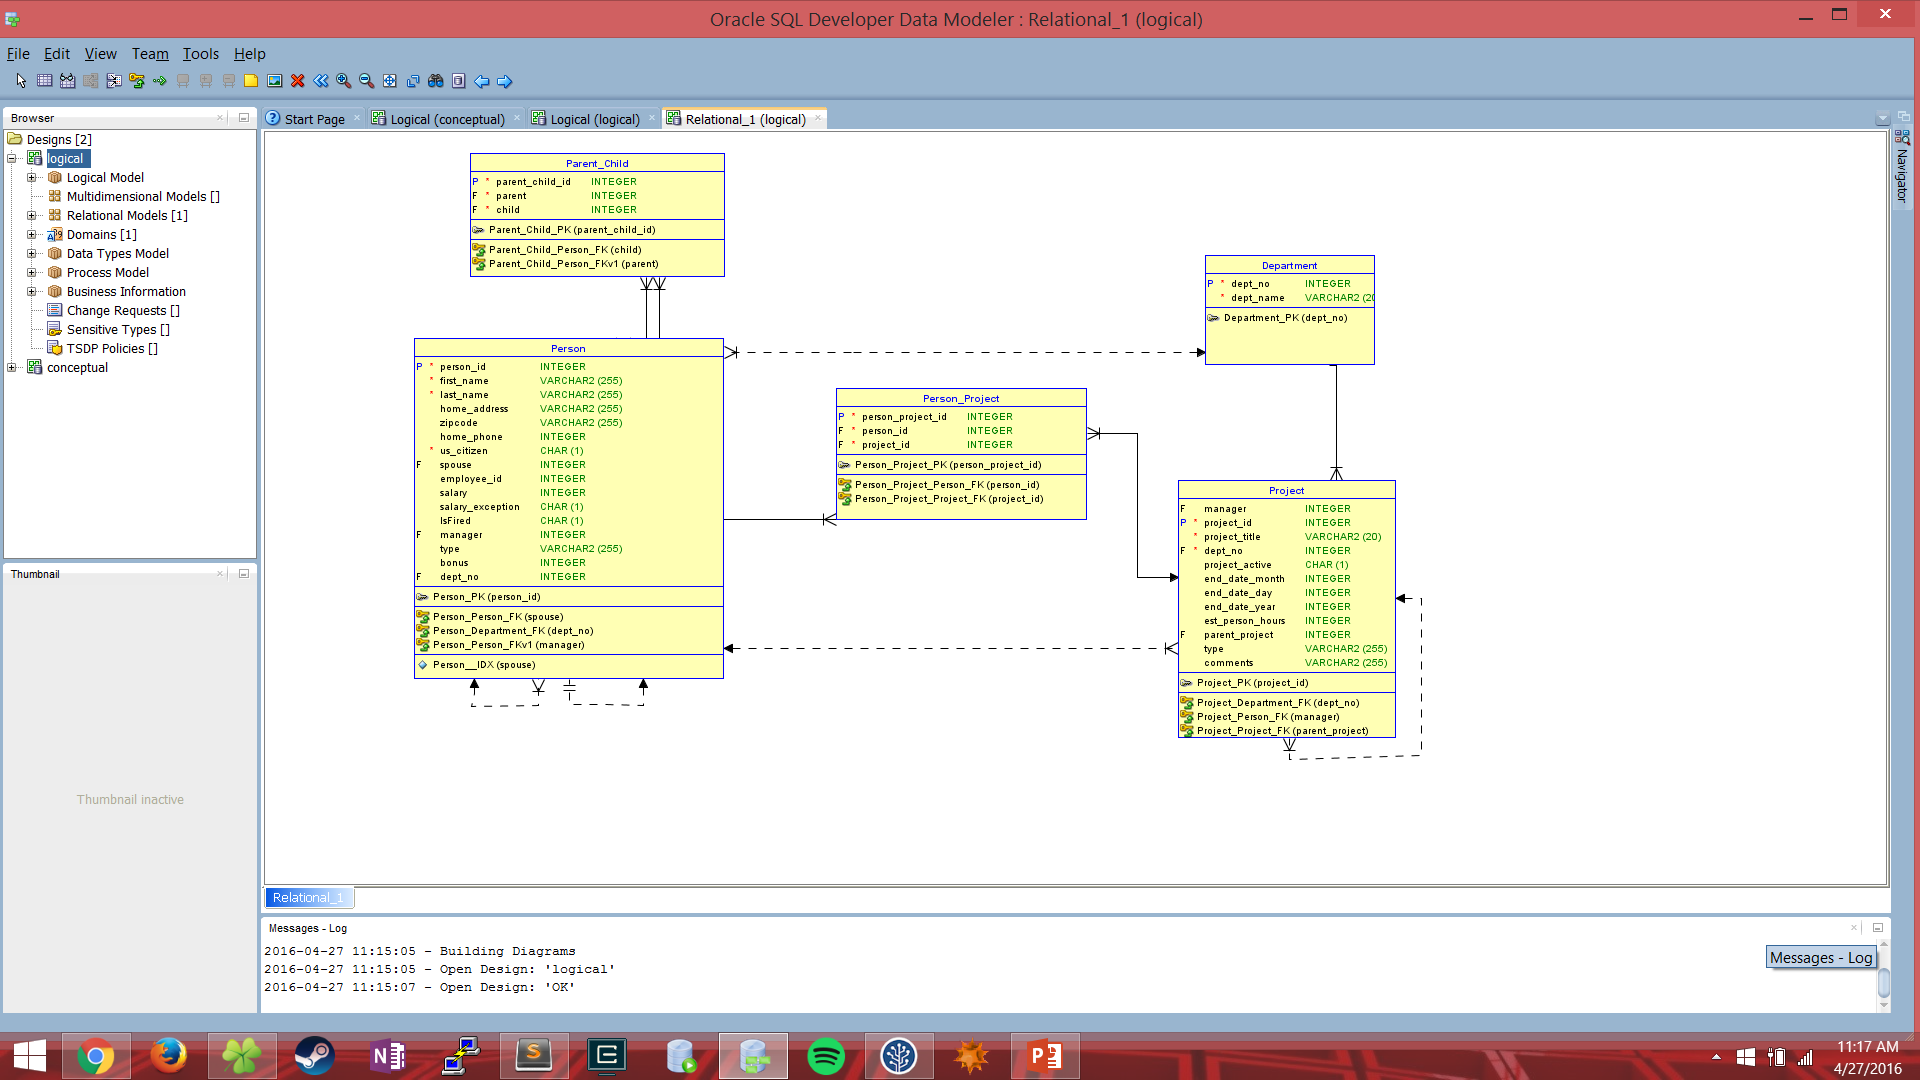 Oracle SQL Developer Data Modeler : Relational_1 (logical)
File Edit View Team Tools Help
Browser
Designs [2]
logical
Logical Model
Multidimensional Models []
Relational Models [1]
Domains [1]
Data Types Model
Process Model
Business Information
Change Requests []
Sensitive Types []
TSDP Policies []
conceptual
Thumbnail
Thumbnail inactive
Start Page
Logical (conceptual)
Logical (logical)
Relational_1 (logical)
Navigator
Parent_Child
P * parent_child_id INTEGER
F * parent INTEGER
F * child INTEGER
Parent_Child_PK (parent_child_id)
Parent_Child_Person_FK (child)
Parent_Child_Person_FKv1 (parent)
Department
P * dept_no INTEGER
* dept_name VARCHAR2 (20
Department_PK (dept_no)
Person
P * person_id INTEGER
* first_name VARCHAR2 (255)
* last_name VARCHAR2 (255)
home_address VARCHAR2 (255)
zipcode VARCHAR2 (255)
home_phone INTEGER
* us_citizen CHAR (1)
F spouse INTEGER
employee_id INTEGER
salary INTEGER
salary_exception CHAR (1)
IsFired CHAR (1)
F manager INTEGER
type VARCHAR2 (255)
bonus INTEGER
F dept_no INTEGER
Person_PK (person_id)
Person_Person_FK (spouse)
Person_Department_FK (dept_no)
Person_Person_FKv1 (manager)
Person__IDX (spouse)
Person_Project
P * person_project_id INTEGER
F * person_id INTEGER
F * project_id INTEGER
Person_Project_PK (person_project_id)
Person_Project_Person_FK (person_id)
Person_Project_Project_FK (project_id)
Project
F manager INTEGER
P * project_id INTEGER
* project_title VARCHAR2 (20)
F * dept_no INTEGER
project_active CHAR (1)
end_date_month INTEGER
end_date_day INTEGER
end_date_year INTEGER
est_person_hours INTEGER
F parent_project INTEGER
type VARCHAR2 (255)
comments VARCHAR2 (255)
Project_PK (project_id)
Project_Department_FK (dept_no)
Project_Person_FK (manager)
Project_Project_FK (parent_project)
Relational_1
Messages - Log
2016-04-27 11:15:05 - Building Diagrams
2016-04-27 11:15:05 - Open Design: 'logical'
2016-04-27 11:15:07 - Open Design: 'OK'
Messages - Log
11:17 AM
4/27/2016